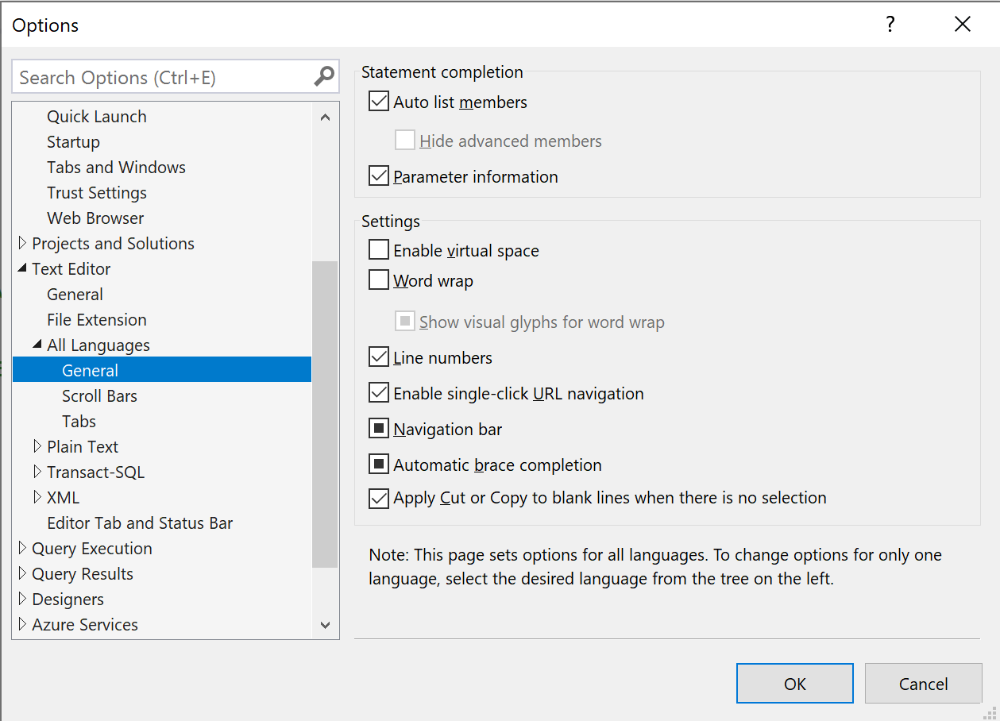 Options
?
Search Options (Ctrl+E)
Quick Launch
Startup
Tabs and Windows
Trust Settings
Web Browser
Projects and Solutions
Text Editor
General
File Extension
All Languages
General
Scroll Bars
Tabs
Plain Text
Transact-SQL
XML
Editor Tab and Status Bar
Query Execution
Query Results
Designers
Azure Services
Statement completion
Auto list members
Hide advanced members
Parameter information
Settings
Enable virtual space
Word wrap
Show visual glyphs for word wrap
Line numbers
Enable single-click URL navigation
Navigation bar
Automatic brace completion
Apply Cut or Copy to blank lines when there is no selection
Note: This page sets options for all languages. To change options for only one
language, select the desired language from the tree on the left.
OK
Cancel